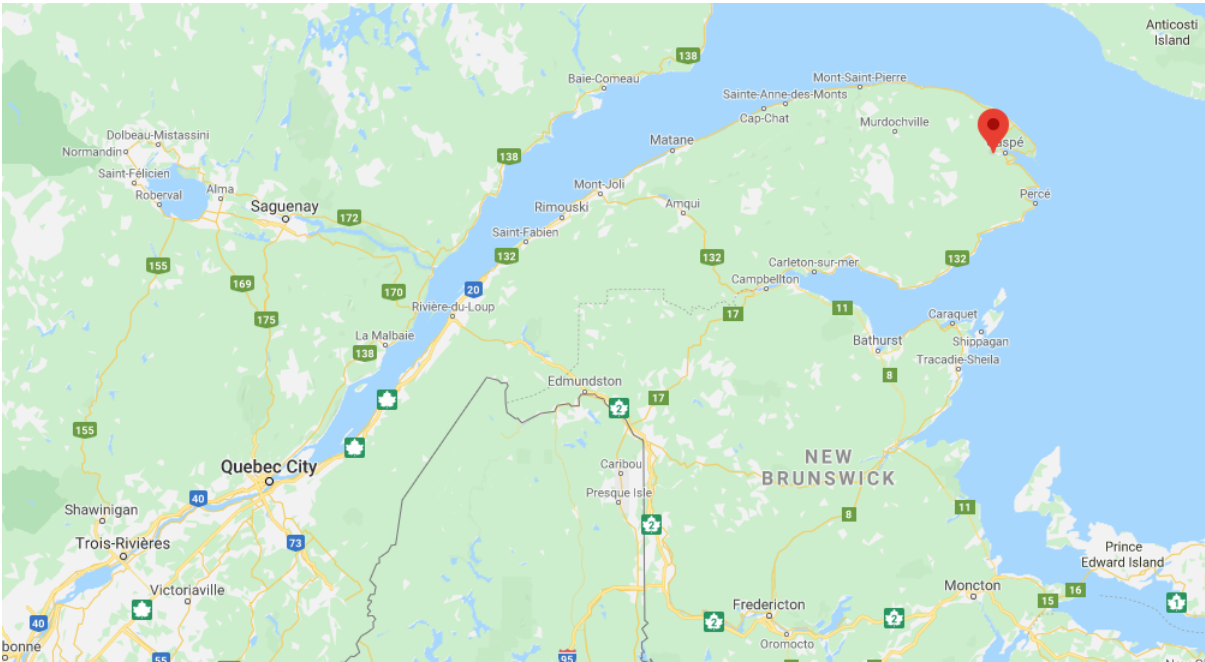 Anticosti
Island
138
Baie-Comeau
Mont-Saint-Pierre
Sainte-Anne-des-Monts
Cap-Chat
Murdochville
Dolbeau-Mistassini
Normandin
Matane
aspé
138
Saint-Félicien
Roberval
Alma
Mont-Joli
Percé
Saguenay
172
Rimouski
Amqui
Saint-Fabien
132
132
132
155
Carleton-sur-mer
169
170
20
Campbellton
Rivière-du-Loup
11
17
175
Caraquet
La Malbaie
Bathurst
Shippagan
138
Tracadie-Sheila
8
Edmundston
17
2
155
NEW
BRUNSWICK
Quebec City
Caribou
40
Presque Isle
Shawinigan
2
8
11
Trois-Rivières
73
Prince
Edward Island
Victoriaville
Moncton
16
15
1
Fredericton
40
2
2
Oromocto
bonne
55
95